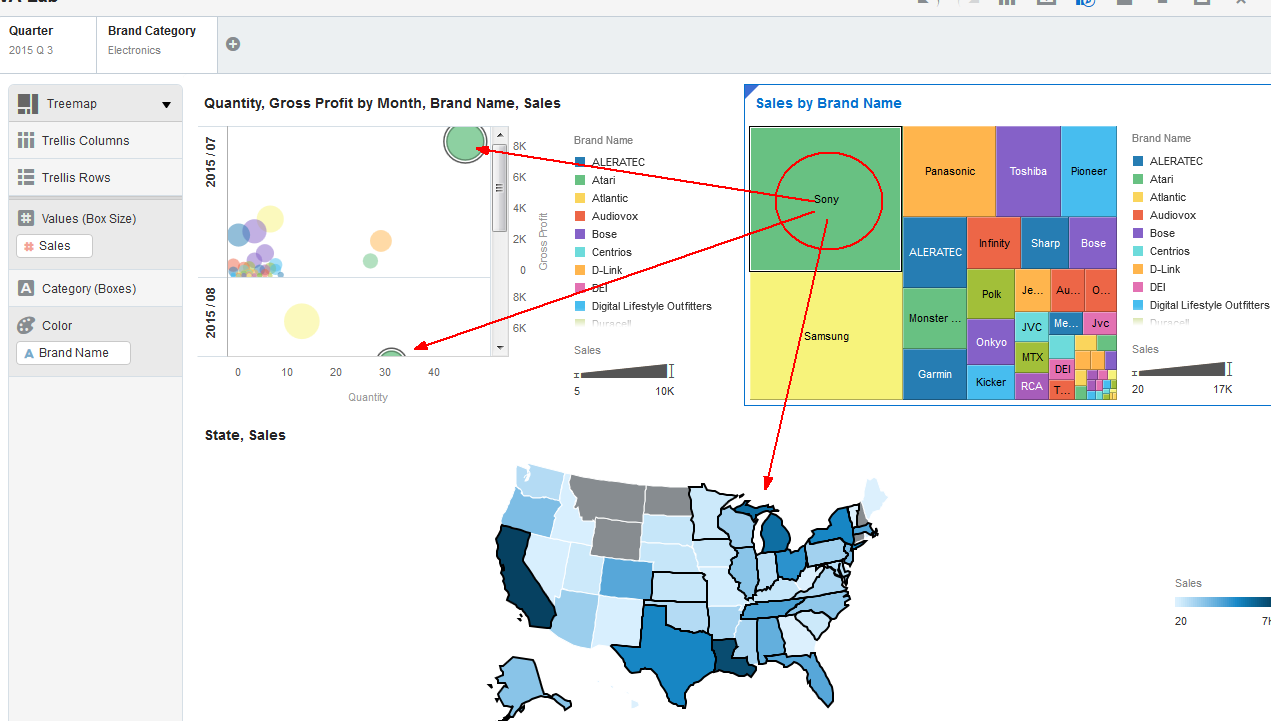 Quarter
2015 Q 3
Brand Category
Electronics
Treemap
Trellis Columns
Trellis Rows
Values (Box Size)
# Sales
Category (Boxes)
Color
A Brand Name
Quantity, Gross Profit by Month, Brand Name, Sales
2015 / 07
2015 / 08
8K
6K
4K
2K
0
8K
6K
Gross Profit
0 10 20 30 40
Quantity
Brand Name
ALERATEC
Atari
Atlantic
Audiovox
Bose
Centrios
D-Link
DEI
Digital Lifestyle Outfitters
Duracell
Sales
5 10K
Sales by Brand Name
Sony
Samsung
Panasonic
Toshiba
Pioneer
ALERATEC
Infinity
Sharp
Bose
Monster ...
Polk
Je...
Au...
O...
JVC
Me...
Jvc
Onkyo
MTX
DEI
Garmin
Kicker
RCA
T...
Brand Name
ALERATEC
Atari
Atlantic
Audiovox
Bose
Centrios
D-Link
DEI
Digital Lifestyle Outfitters
Duracell
Sales
20 17K
State, Sales
Sales
20